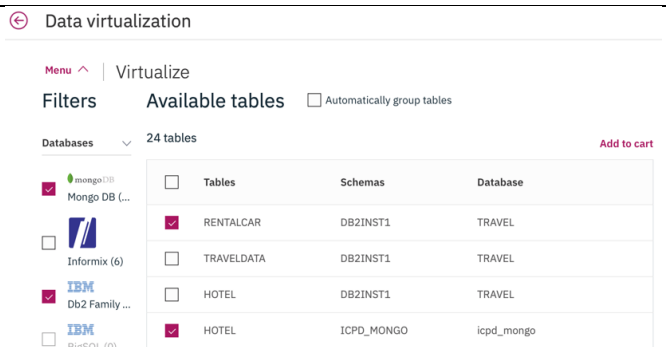 Data virtualization
Menu
Virtualize
Filters
Available tables
Automatically group tables
Databases
24 tables
Add to cart
mongoDB
Mongo DB (...
Informix (6)
IBM
Db2 Family ...
IBM
BigSQL (0)
Tables Schemas Database
RENTALCAR DB2INST1 TRAVEL
TRAVELDATA DB2INST1 TRAVEL
HOTEL DB2INST1 TRAVEL
HOTEL ICPD_MONGO icpd_mongo